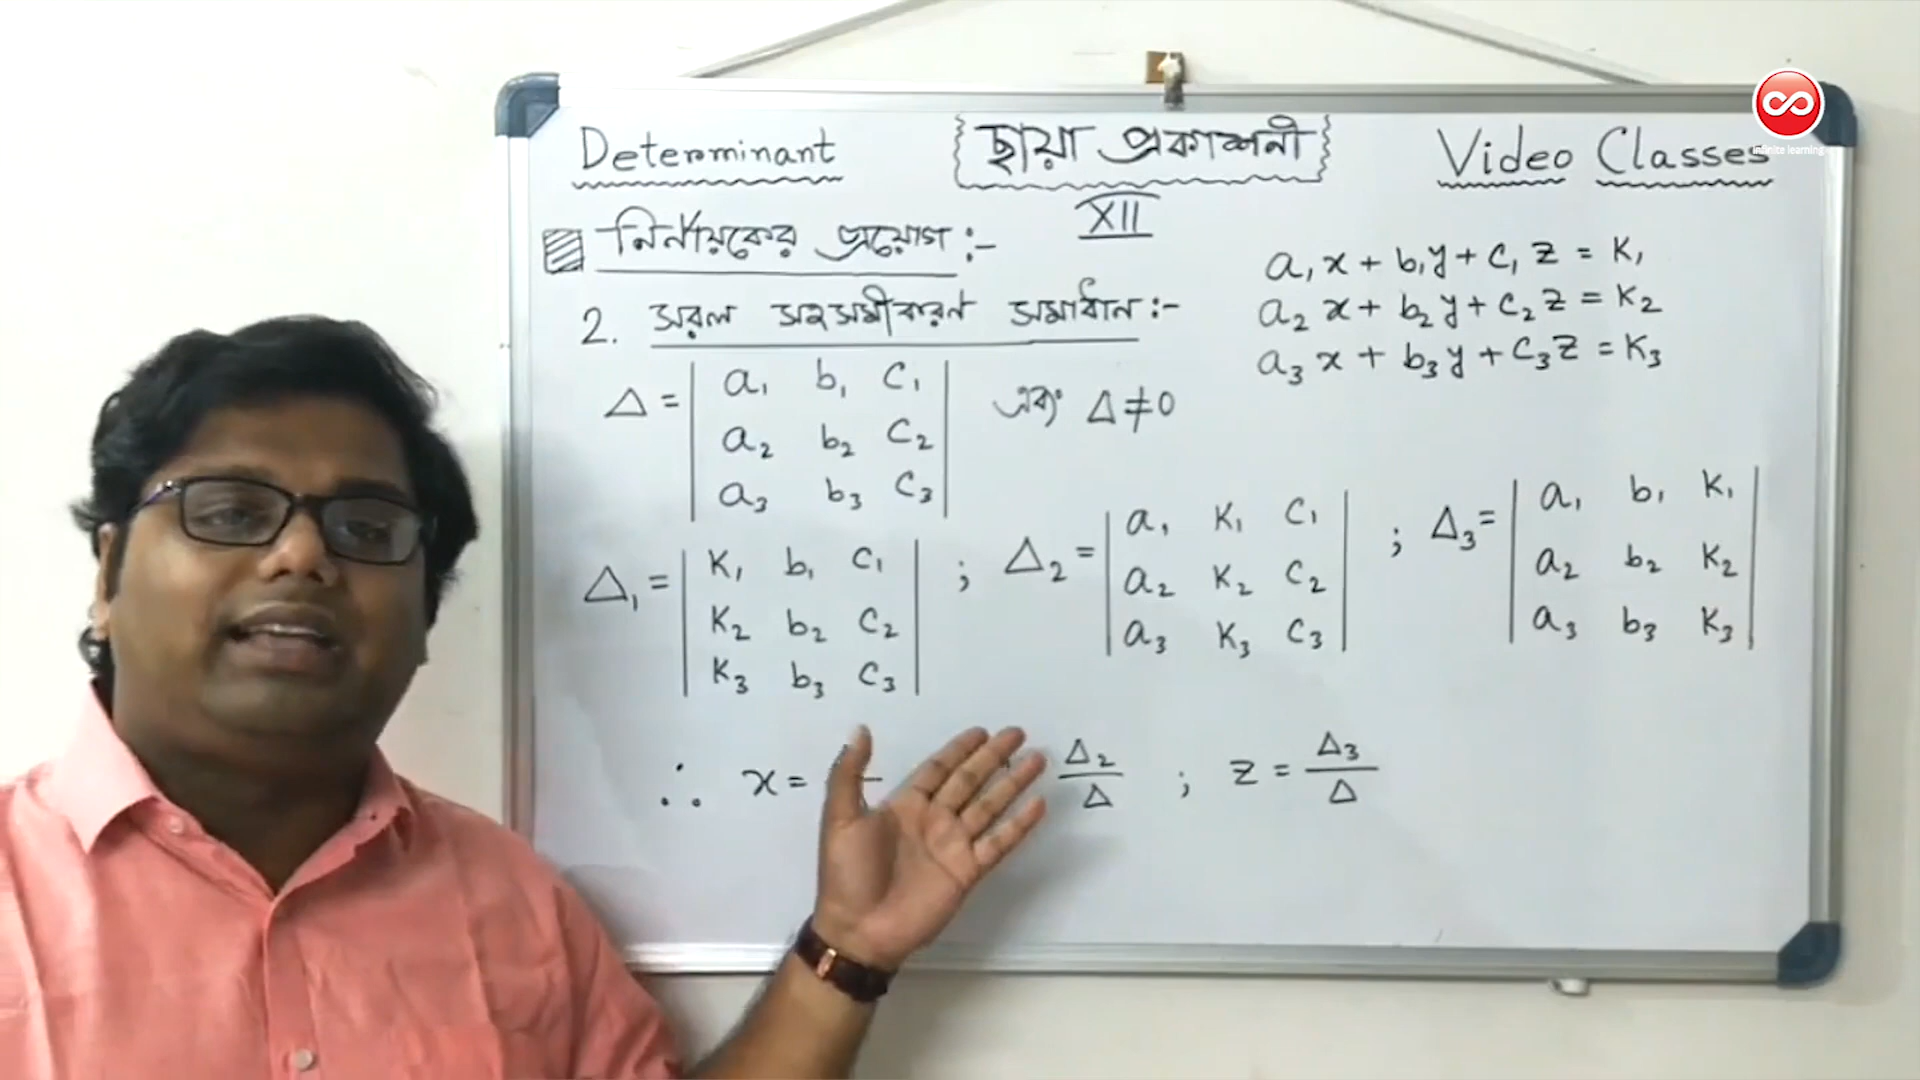 Determinant
ছায়া প্রকাশনী
Video Classes
infinite learning
XII
নির্ণায়কের প্রয়োগ :-
2. সরল সহসমীকরণ সমাধান :-
a₁x + b₁y + c₁z = K₁
a₂x + b₂y + c₂z = K₂
a₃x + b₃y + c₃z = K₃
Δ = | a₁ b₁ c₁ |
| a₂ b₂ c₂ |
| a₃ b₃ c₃ |
এবং Δ ≠ 0
Δ₁ = | K₁ b₁ c₁ |
| K₂ b₂ c₂ |
| K₃ b₃ c₃ |
; Δ₂ = | a₁ K₁ c₁ |
| a₂ K₂ c₂ |
| a₃ K₃ c₃ |
; Δ₃ = | a₁ b₁ K₁ |
| a₂ b₂ K₂ |
| a₃ b₃ K₃ |
∴ x = Δ₂/Δ ; z = Δ₃/Δ